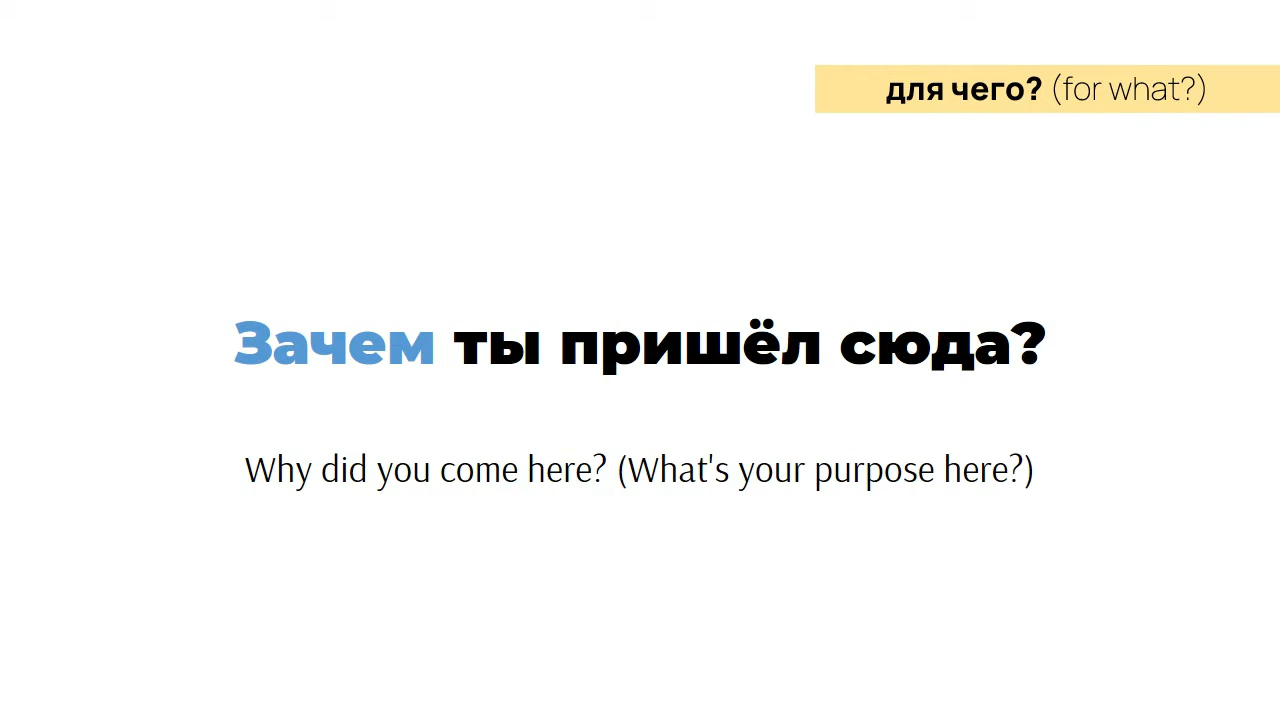 для чего? (for what?)
Зачем ты пришёл сюда?
Why did you come here? (What's your purpose here?)